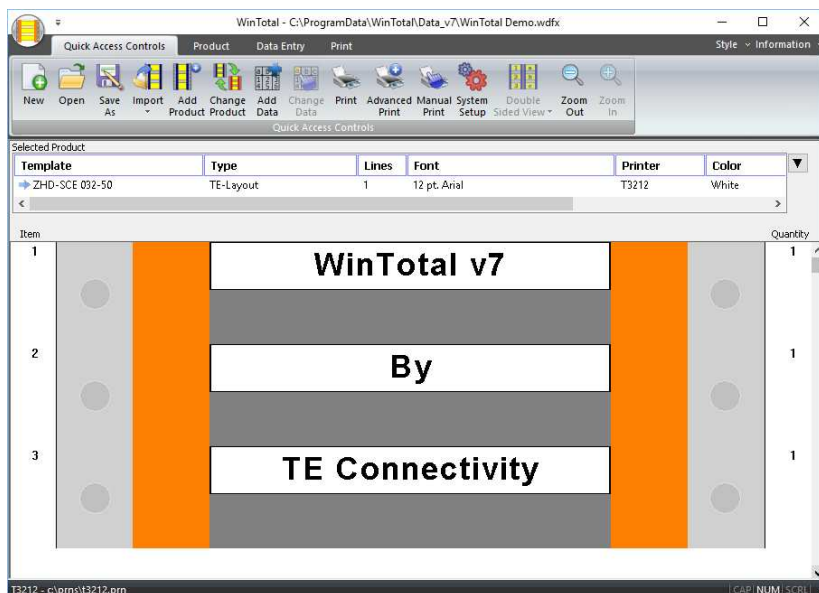 WinTotal - C:\ProgramData\WinTotal\Data_v7\WinTotal Demo.wdfx
Quick Access Controls Product Data Entry Print Style Information
New Open Save As Import Add Product Change Product Add Data Change Data Print Advanced Print Manual Print System Setup Double Sided View Zoom Out Zoom In
Quick Access Controls
Selected Product
Template Type Lines Font Printer Color
ZHD-SCE 032-50 TE-Layout 1 12 pt. Arial T3212 White
Item Quantity
1 WinTotal v7 1
2 By 1
3 TE Connectivity 1
T3212 - c:\prns\t3212.prn CAP NUM SCRL